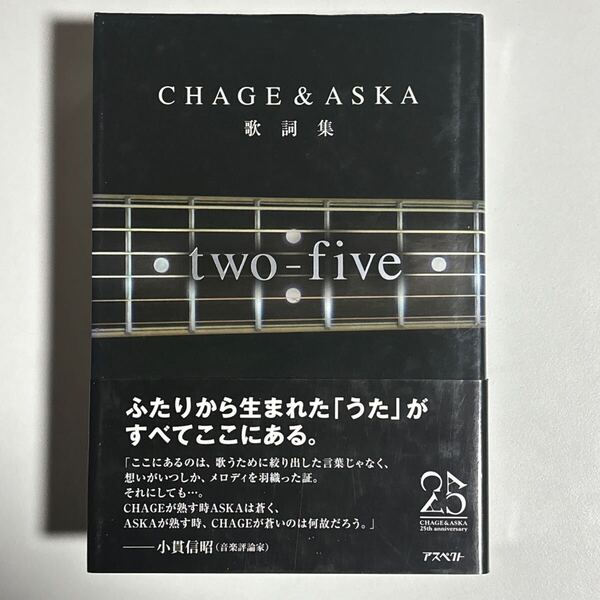 CHAGE & ASKA
歌詞集
two-five
ふたりから生まれた「うた」が
すべてここにある。
「ここにあるのは、歌うために絞り出した言葉じゃなく、
想いがいつしか、メロディを羽織った証。
それにしても…。
CHAGEが熟す時ASKAは蒼く、
ASKAが熟す時、CHAGEが蒼いのは何故だろう。」
——小貫信昭(音楽評論家)
25
CHAGE&ASKA
25th anniversary
アスペクト